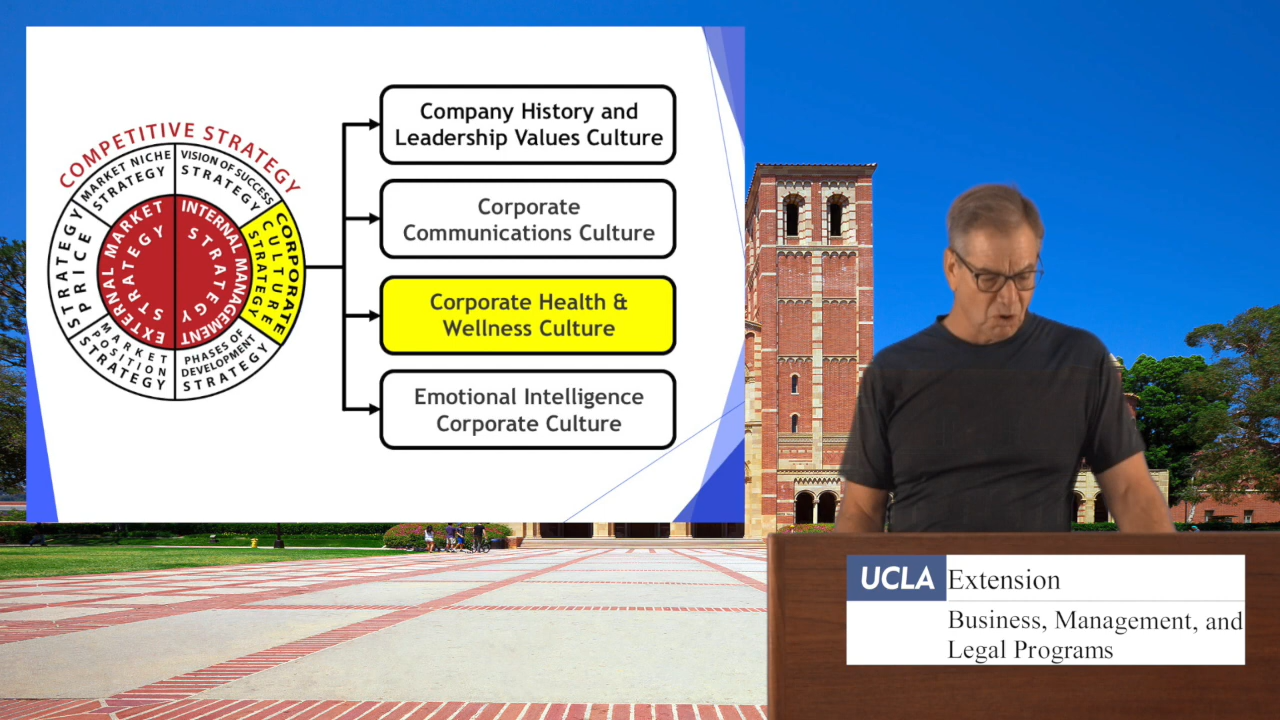 COMPETITIVE STRATEGY
MARKET NICHE
STRATEGY
VISION OF SUCCESS
STRATEGY
STRATEGY
PRICE
EXTERNAL MARKET
STRATEGY
INTERNAL MANAGEMENT
STRATEGY
CORPORATE
CULTURE
STRATEGY
MARKET
POSITION
STRATEGY
PHASES OF
DEVELOPMENT
STRATEGY
Company History and
Leadership Values Culture
Corporate
Communications Culture
Corporate Health &
Wellness Culture
Emotional Intelligence
Corporate Culture
UCLA Extension
Business, Management, and
Legal Programs